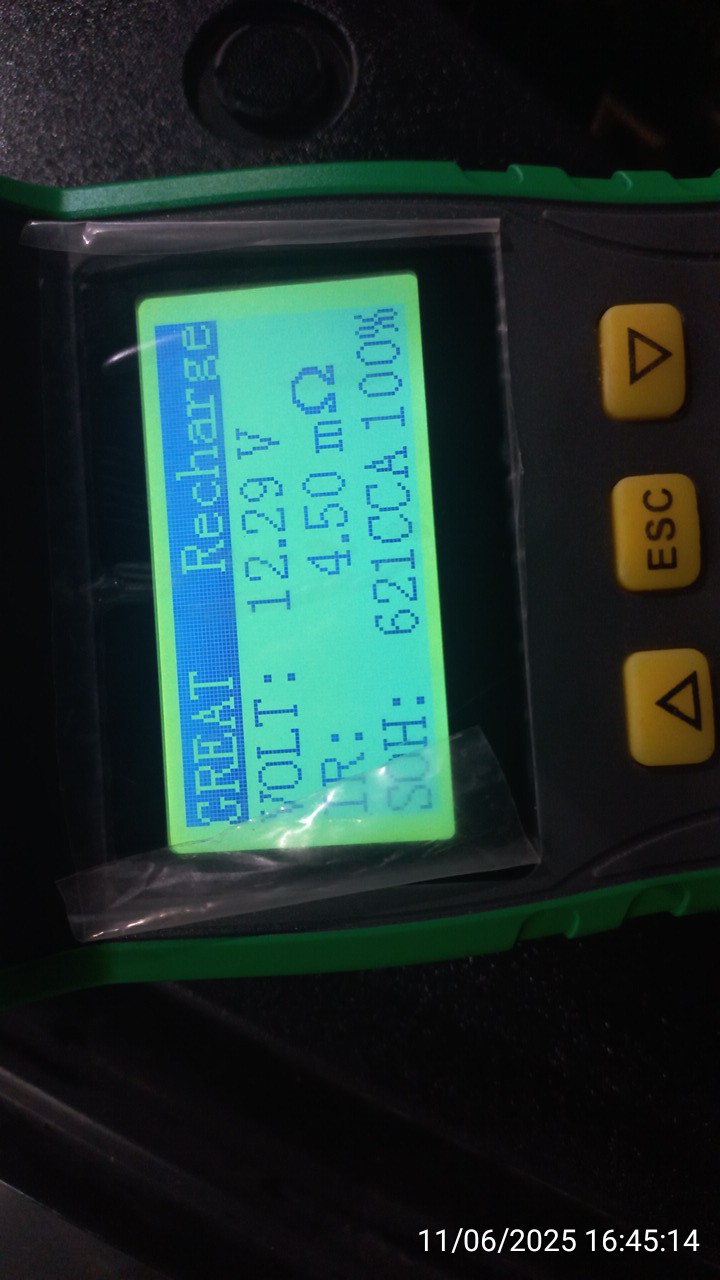 GREAT Recharge
VOLT: 12.29 V
IR: 4.50 mΩ
SOH: 621CCA 100%
ESC
11/06/2025 16:45:14